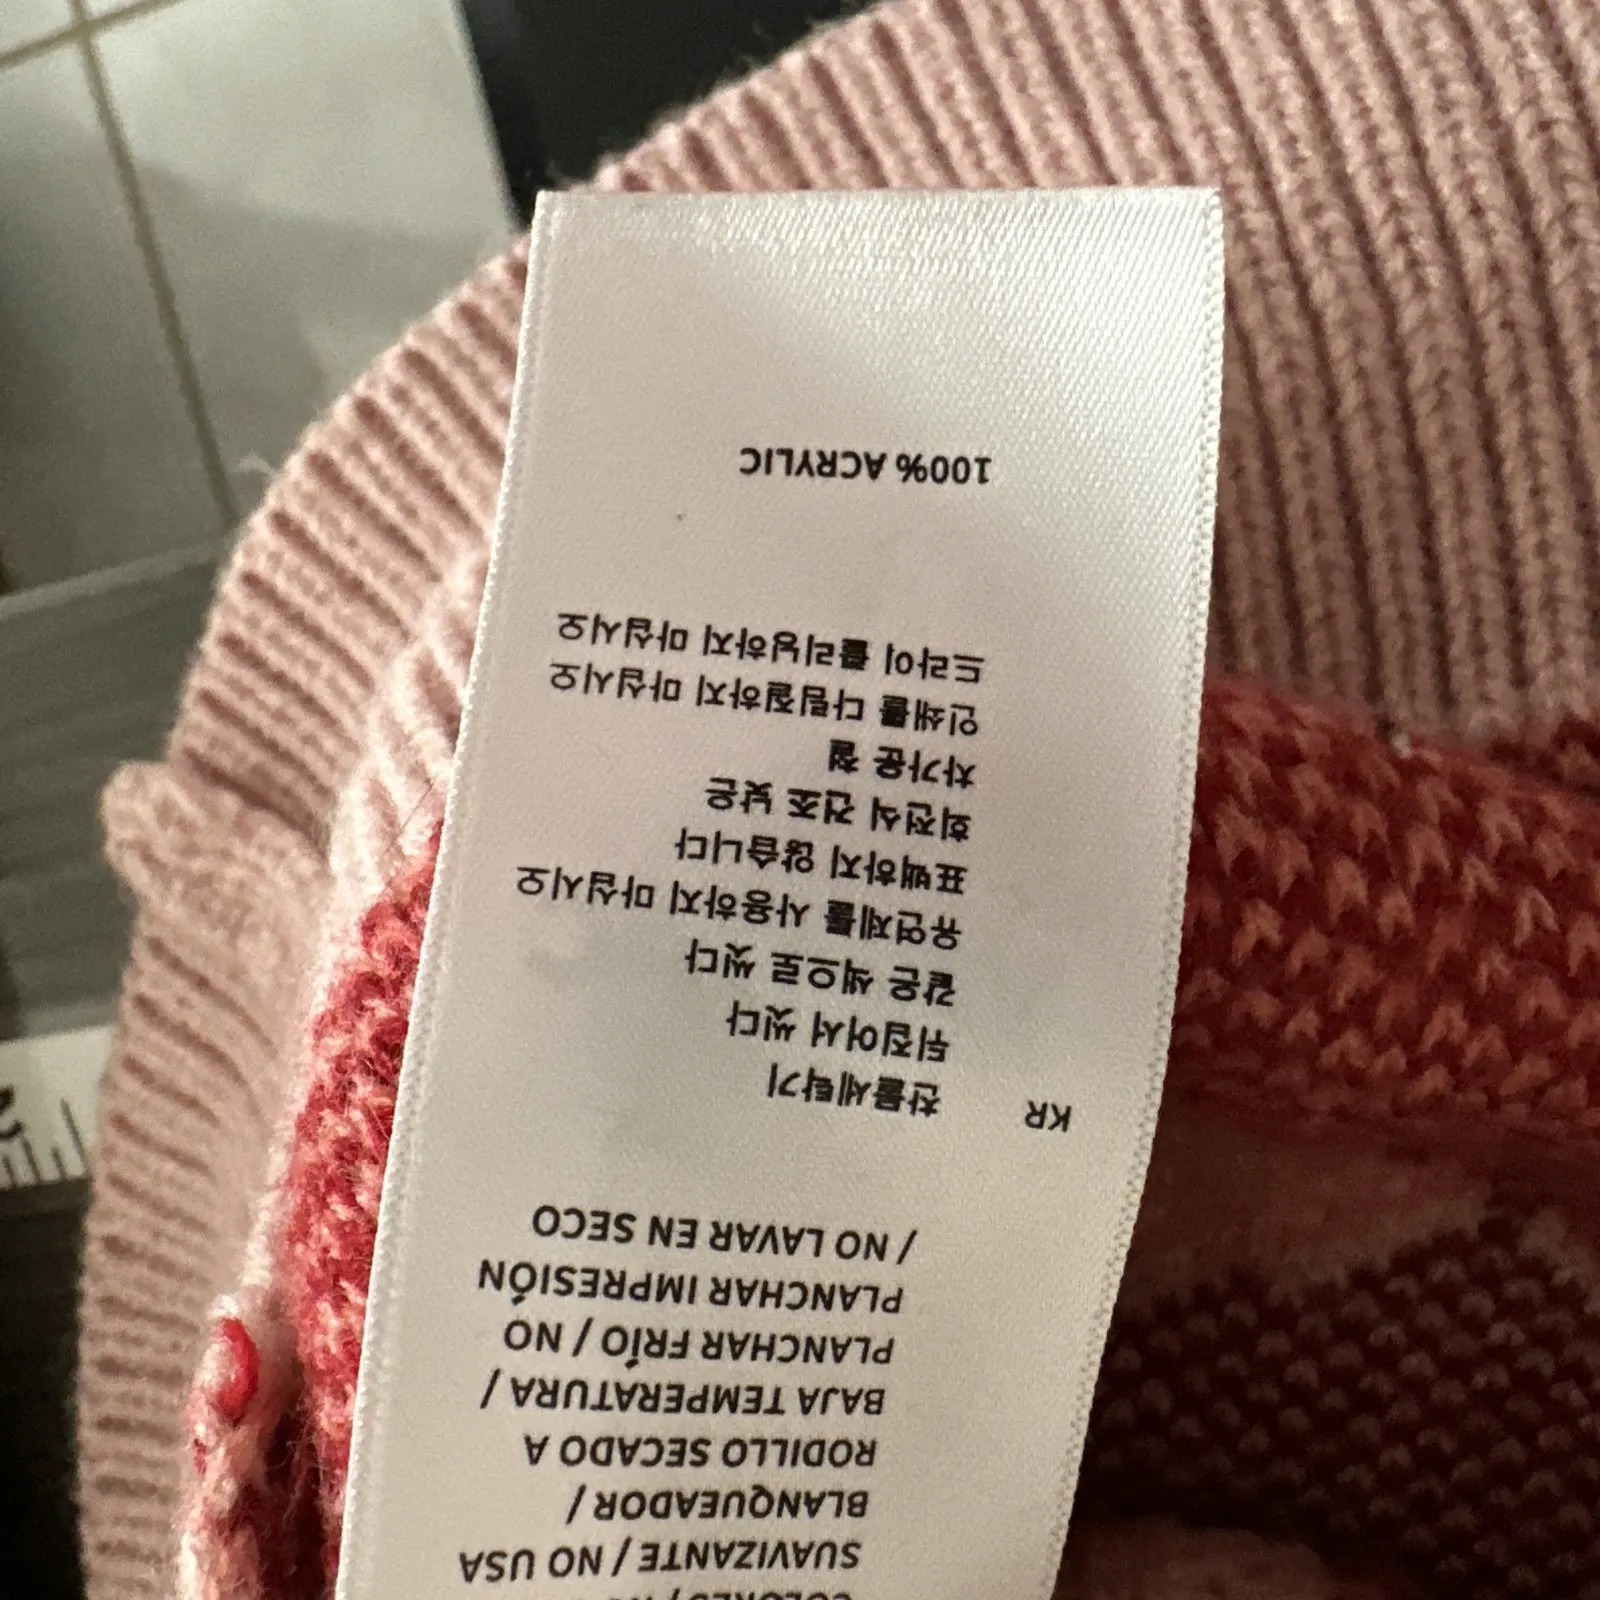 SUAVIZANTE / NO USA
BLANQUEADOR /
RODILLO SECADO A
BAJA TEMPERATURA /
PLANCHAR FRÍO / NO
PLANCHAR IMPRESIÓN
/ NO LAVAR EN SECO
KR 찬물세탁기
뒤집어서 씻다
같은 색으로 씻다
유연제를 사용하지 마십시오
표백하지 않습니다
회전식 건조 낮은
차가운 철
인쇄를 다림질하지 마십시오
드라이 클리닝하지 마십시오
100% ACRYLIC
2